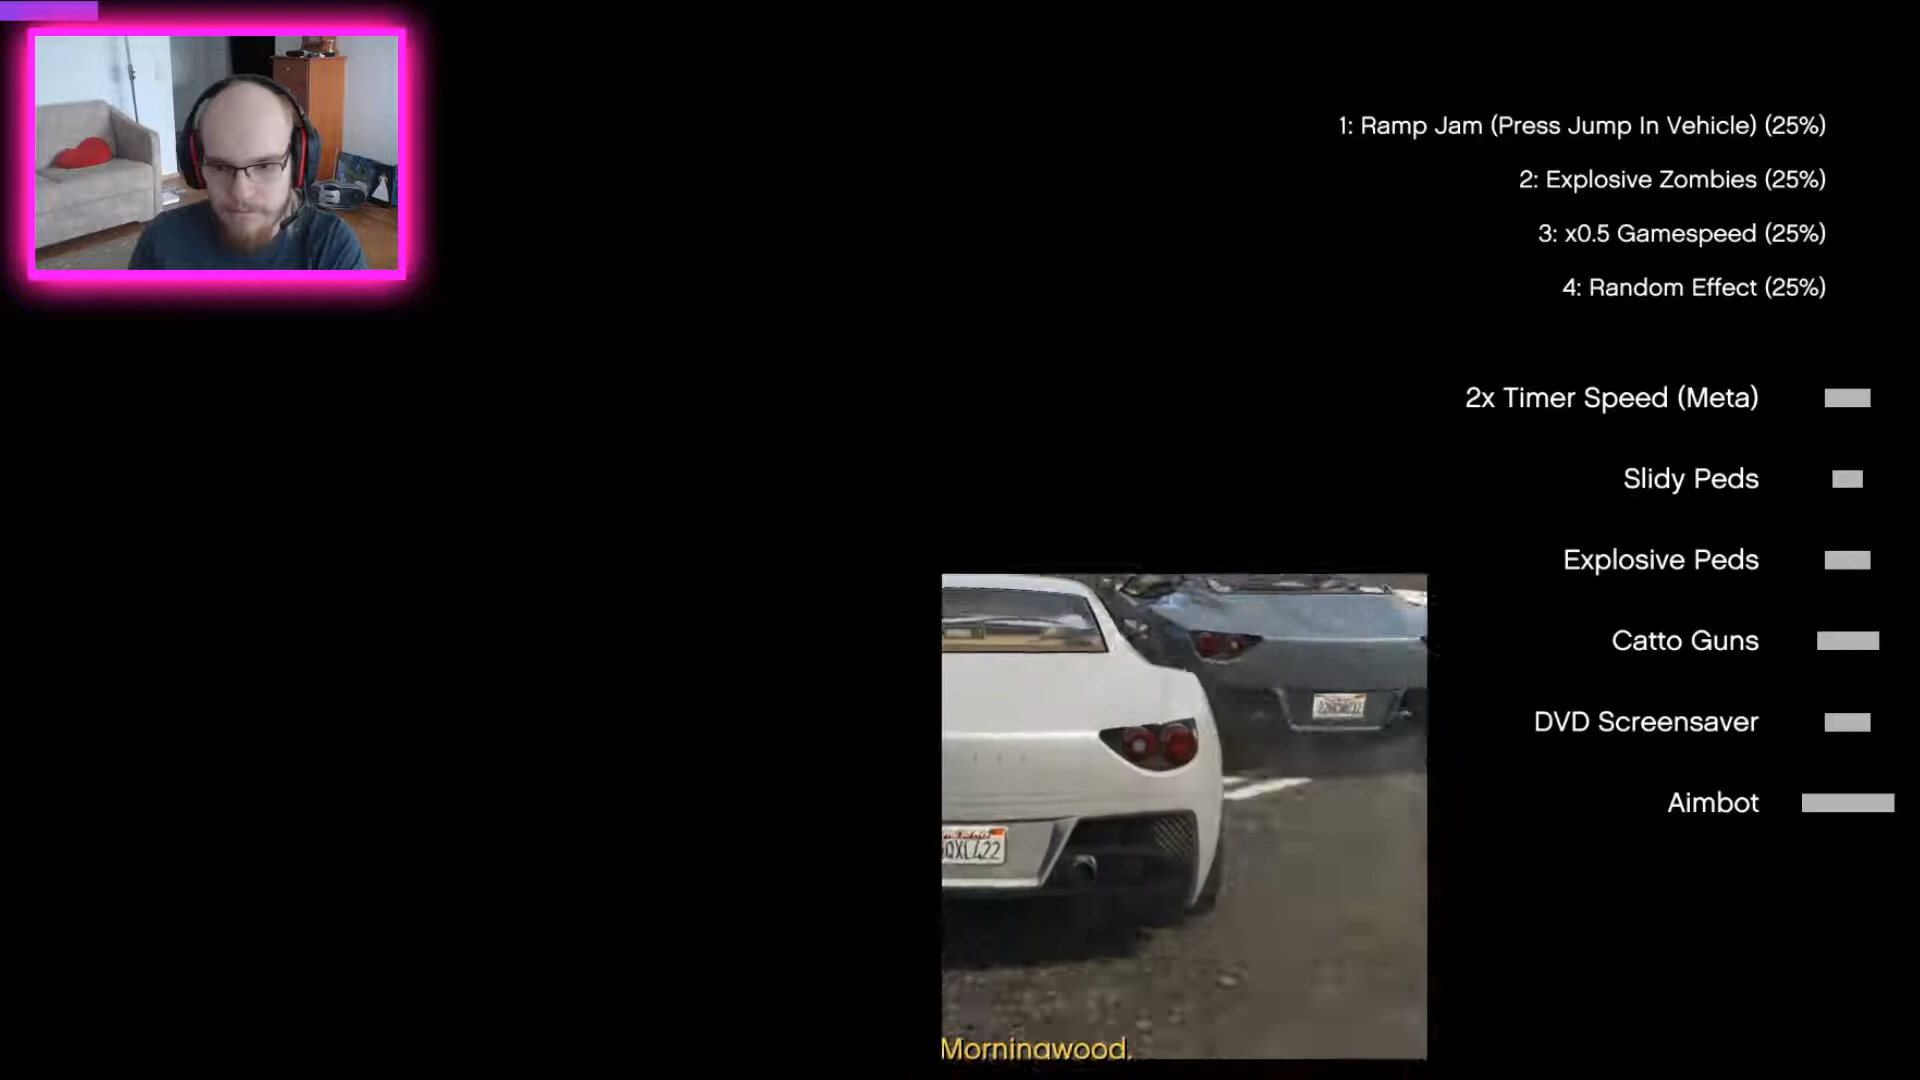 1: Ramp Jam (Press Jump In Vehicle) (25%)
2: Explosive Zombies (25%)
3: x0.5 Gamespeed (25%)
4: Random Effect (25%)
2x Timer Speed (Meta)
Slidy Peds
Explosive Peds
Catto Guns
DVD Screensaver
Aimbot
QXL422
Morningwood.